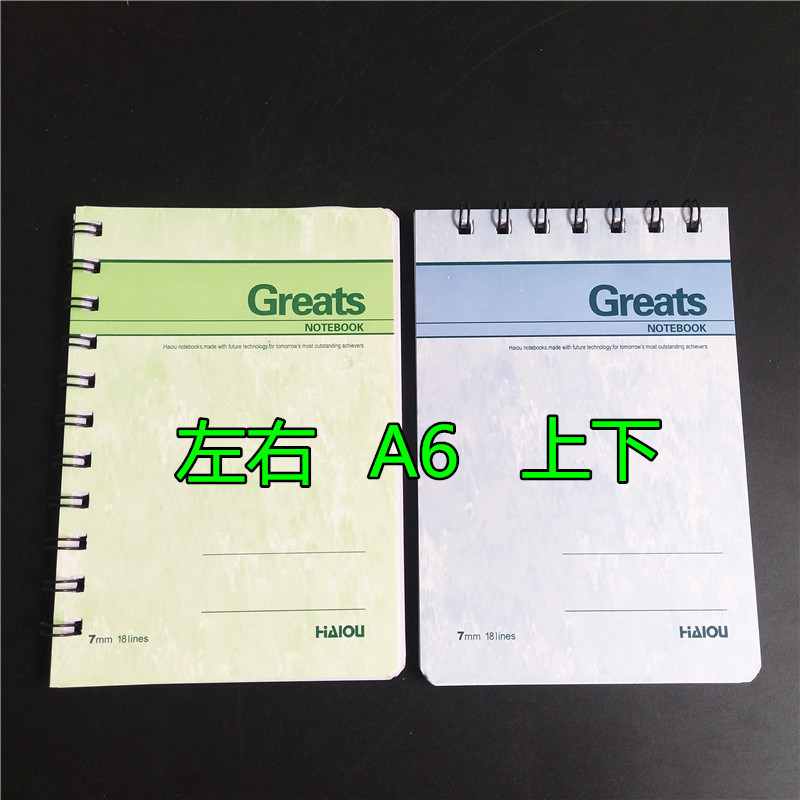 Greats
NOTEBOOK
Haiou notebooks,made with future technology,for tomorrow's most outstanding achievers
7mm 18lines
HAIOU
Greats
NOTEBOOK
Haiou notebooks,made with future technology,for tomorrow's most outstanding achievers
7mm 18lines
HAIOU
左右 A6 上下